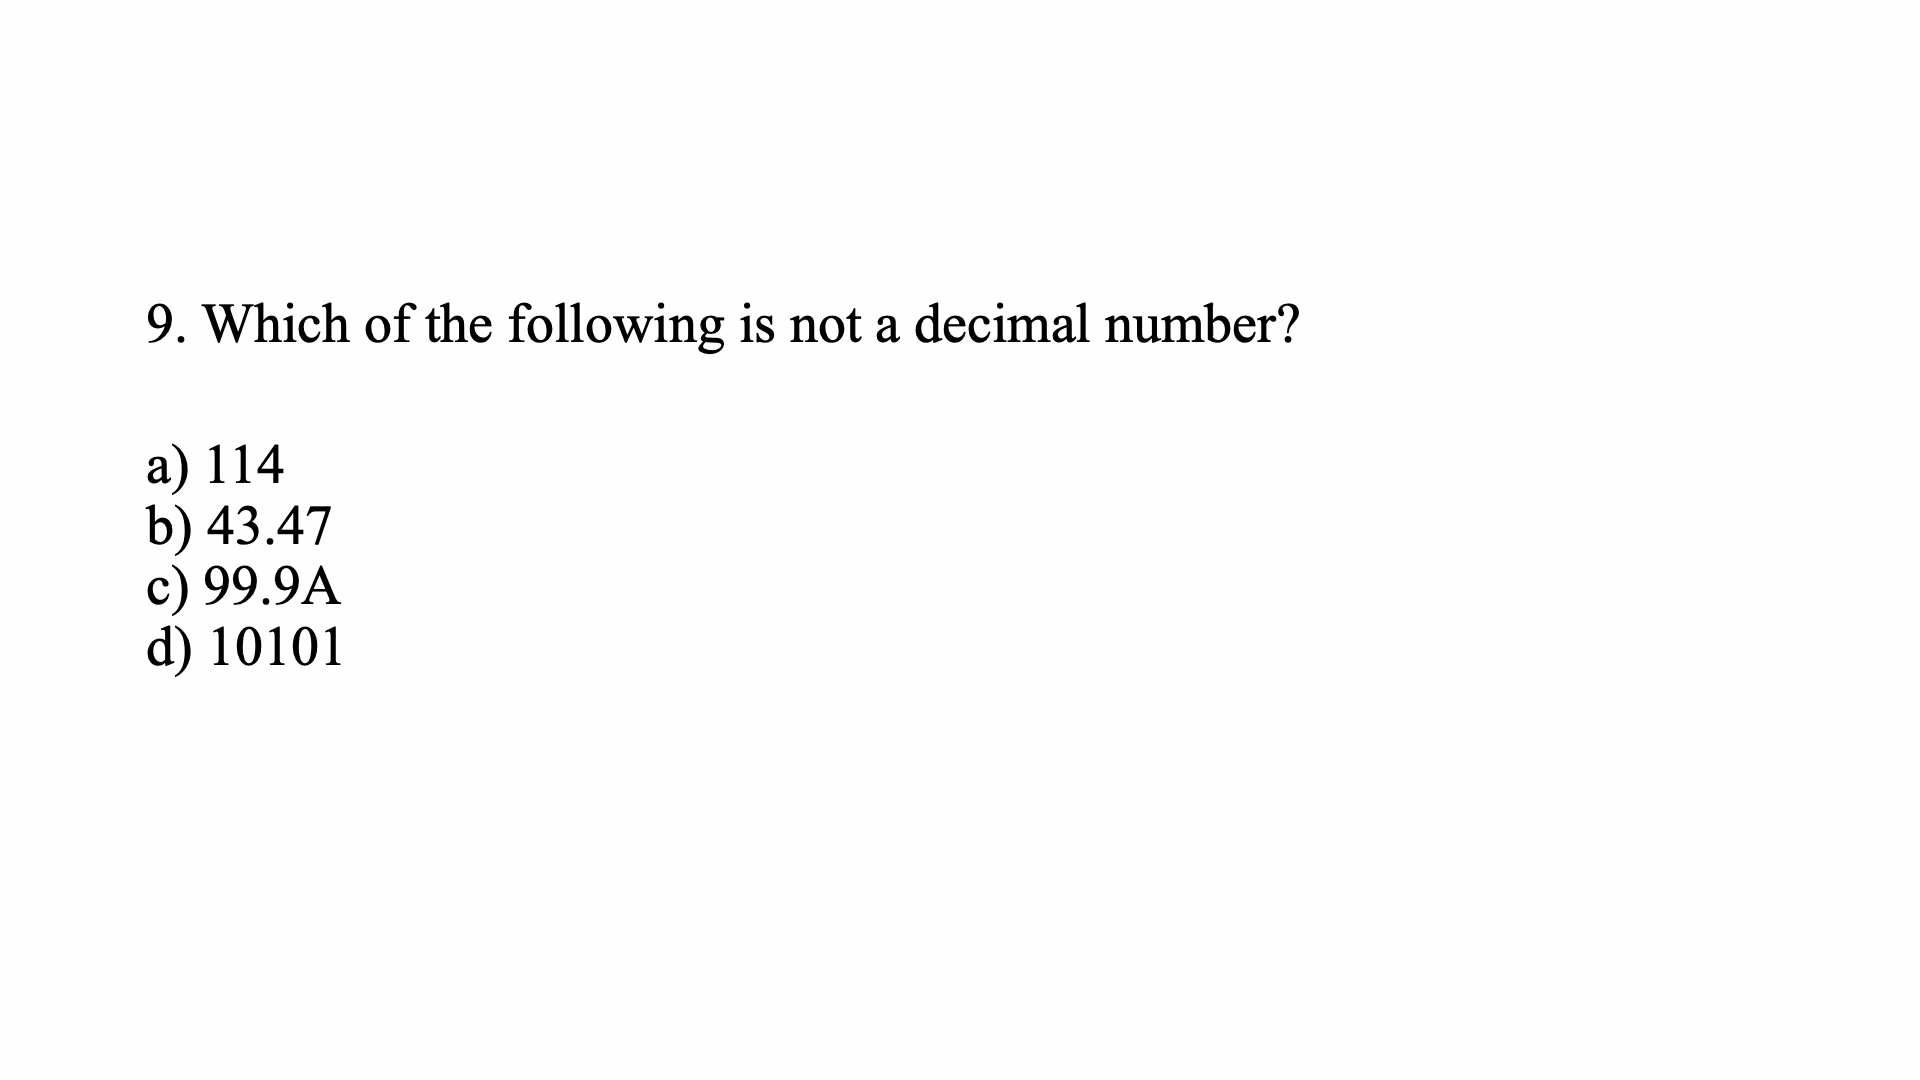 9. Which of the following is not a decimal number?
a) 114
b) 43.47
c) 99.9A
d) 10101